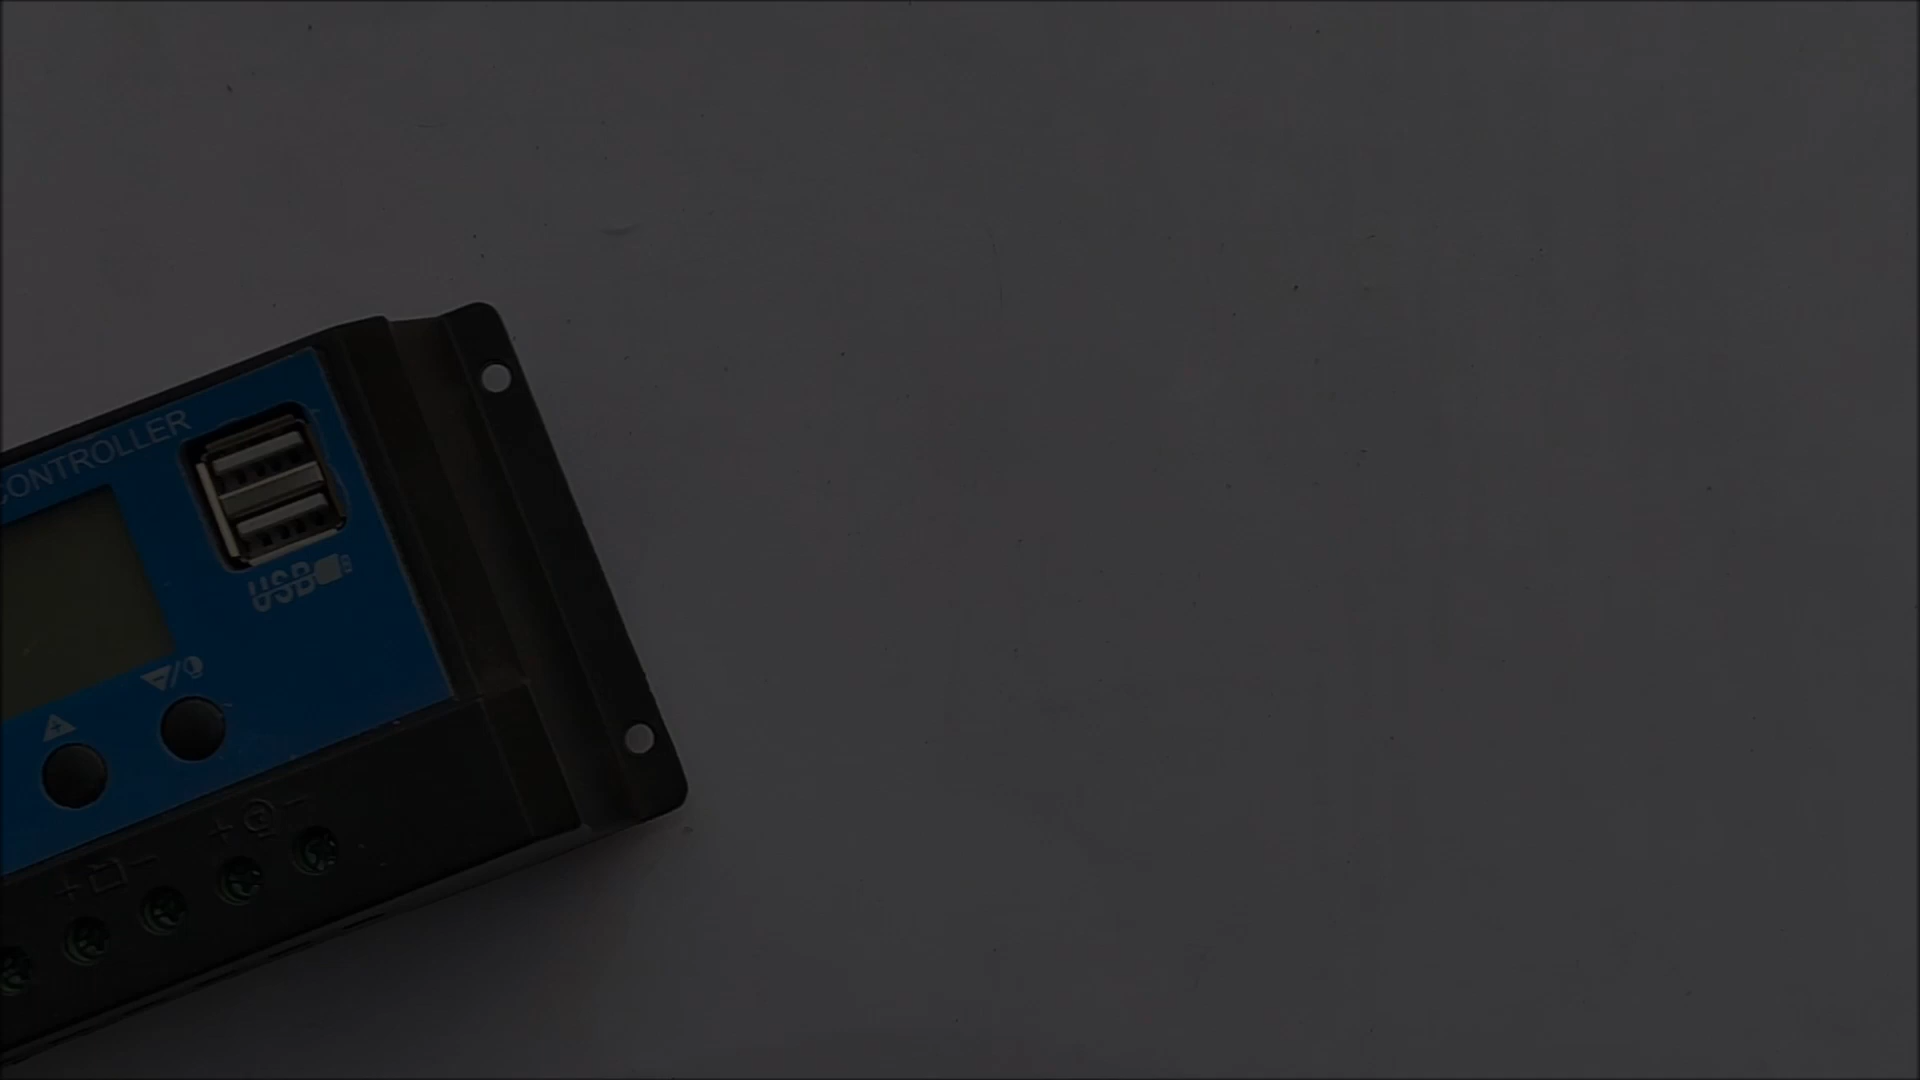 CONTROLLER
USB
+ -
+ -